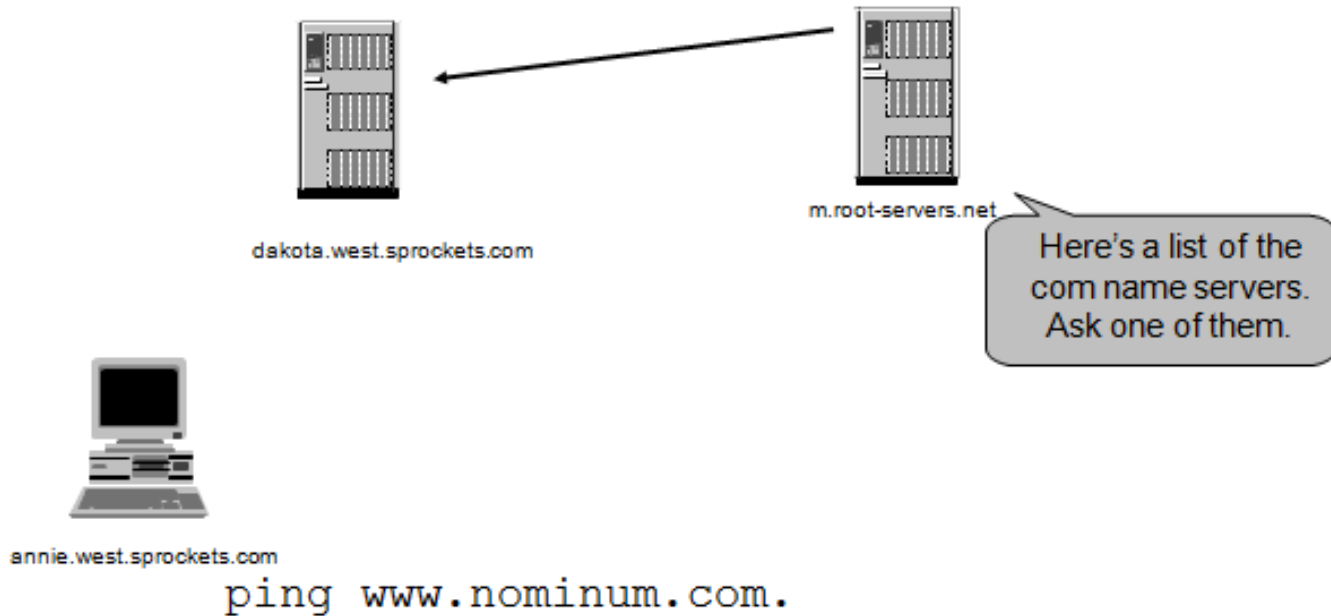 m.root-servers.net
dakota.west.sprockets.com
Here's a list of the
com name servers.
Ask one of them.
annie.west.sprockets.com
ping www.nominum.com.